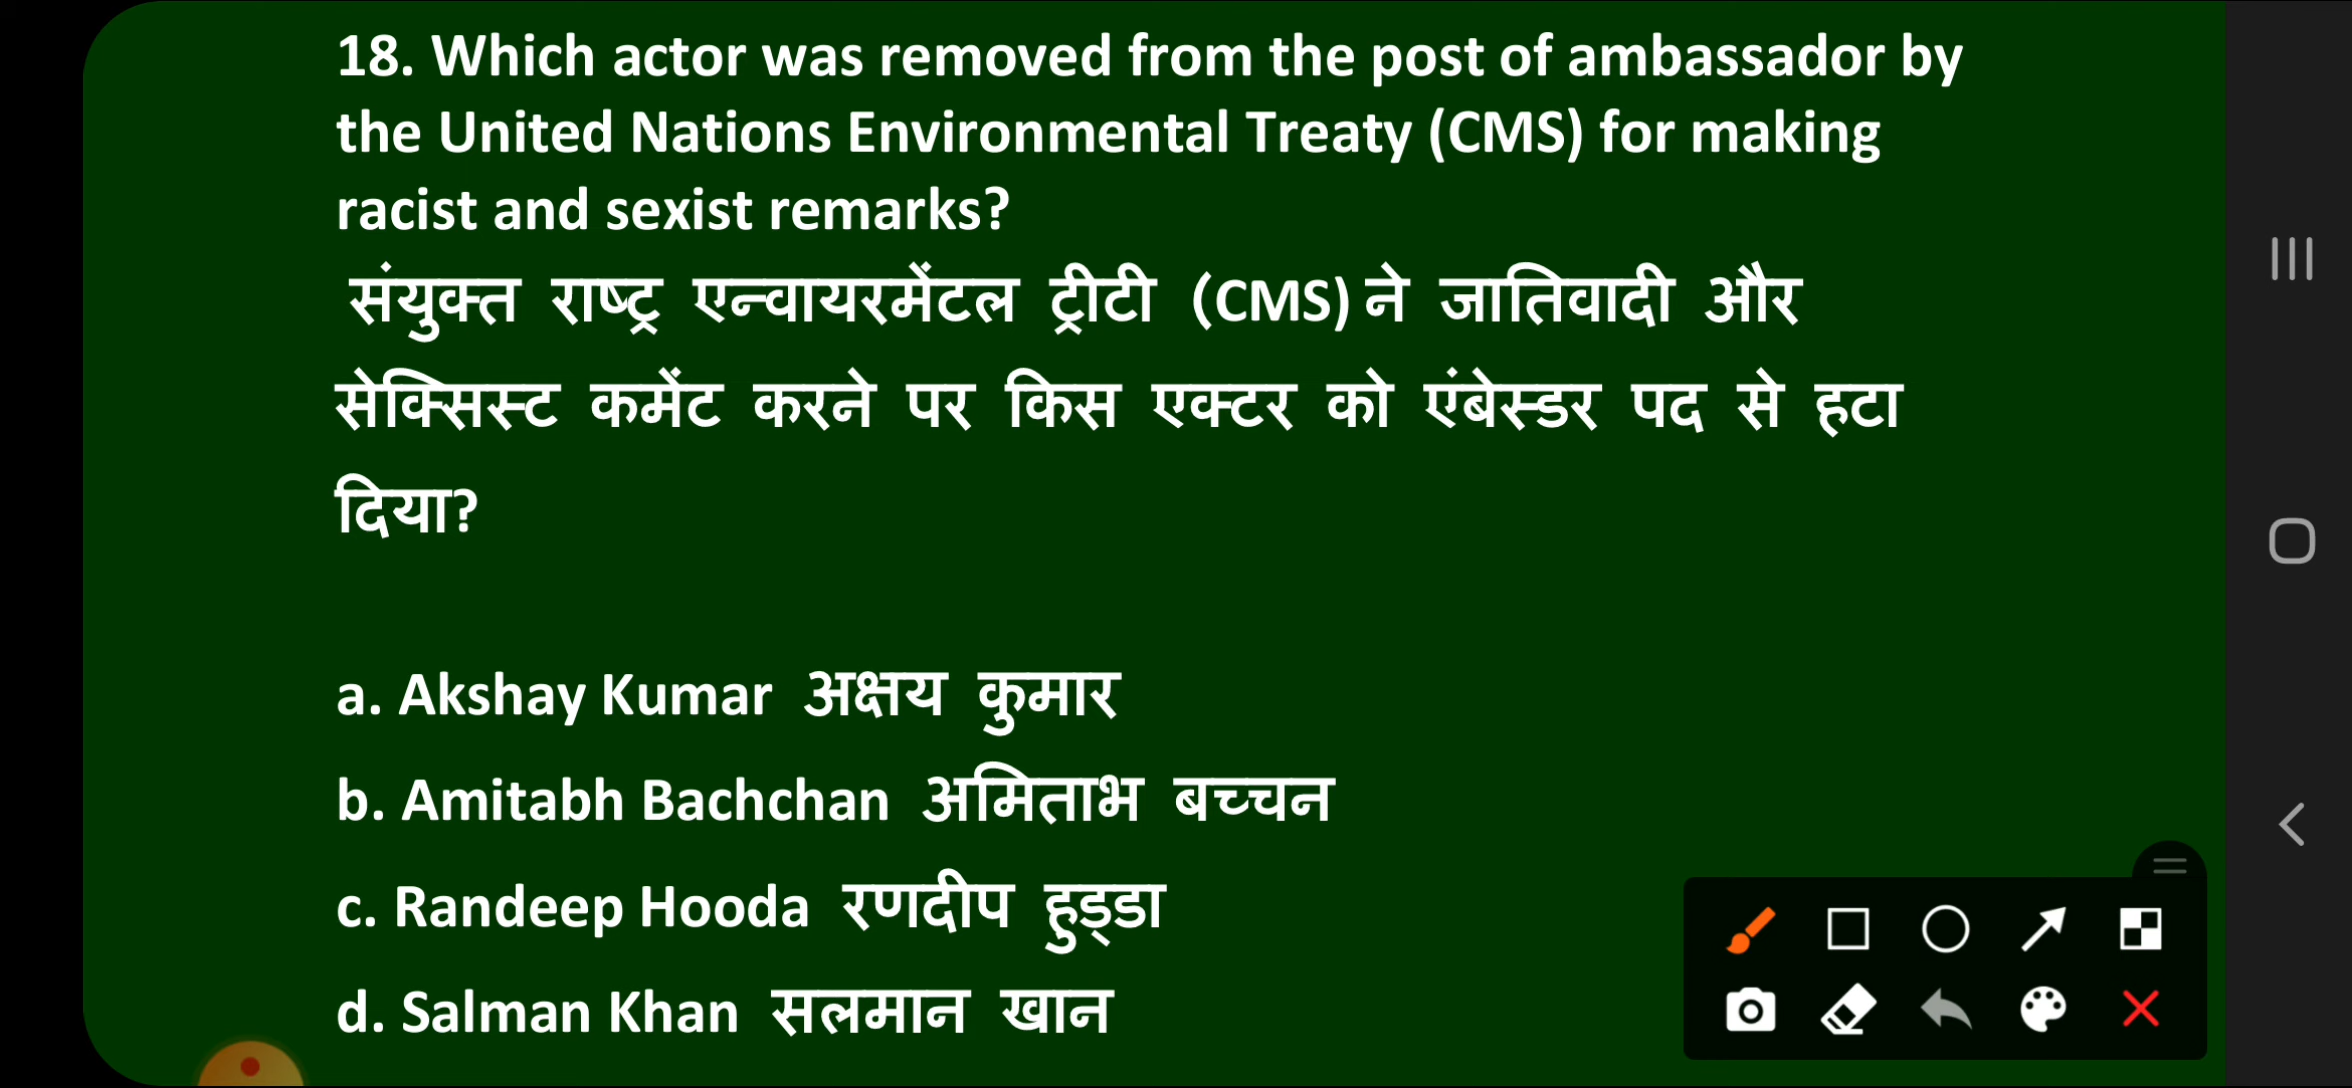 18. Which actor was removed from the post of ambassador by
the United Nations Environmental Treaty (CMS) for making
racist and sexist remarks?
संयुक्त राष्ट्र एन्वायरमेंटल ट्रीटी (CMS) ने जातिवादी और
सेक्सिस्ट कमेंट करने पर किस एक्टर को एंबेस्डर पद से हटा
दिया?
a. Akshay Kumar अक्षय कुमार
b. Amitabh Bachchan अमिताभ बच्चन
c. Randeep Hooda रणदीप हुड्डा
d. Salman Khan सलमान खान